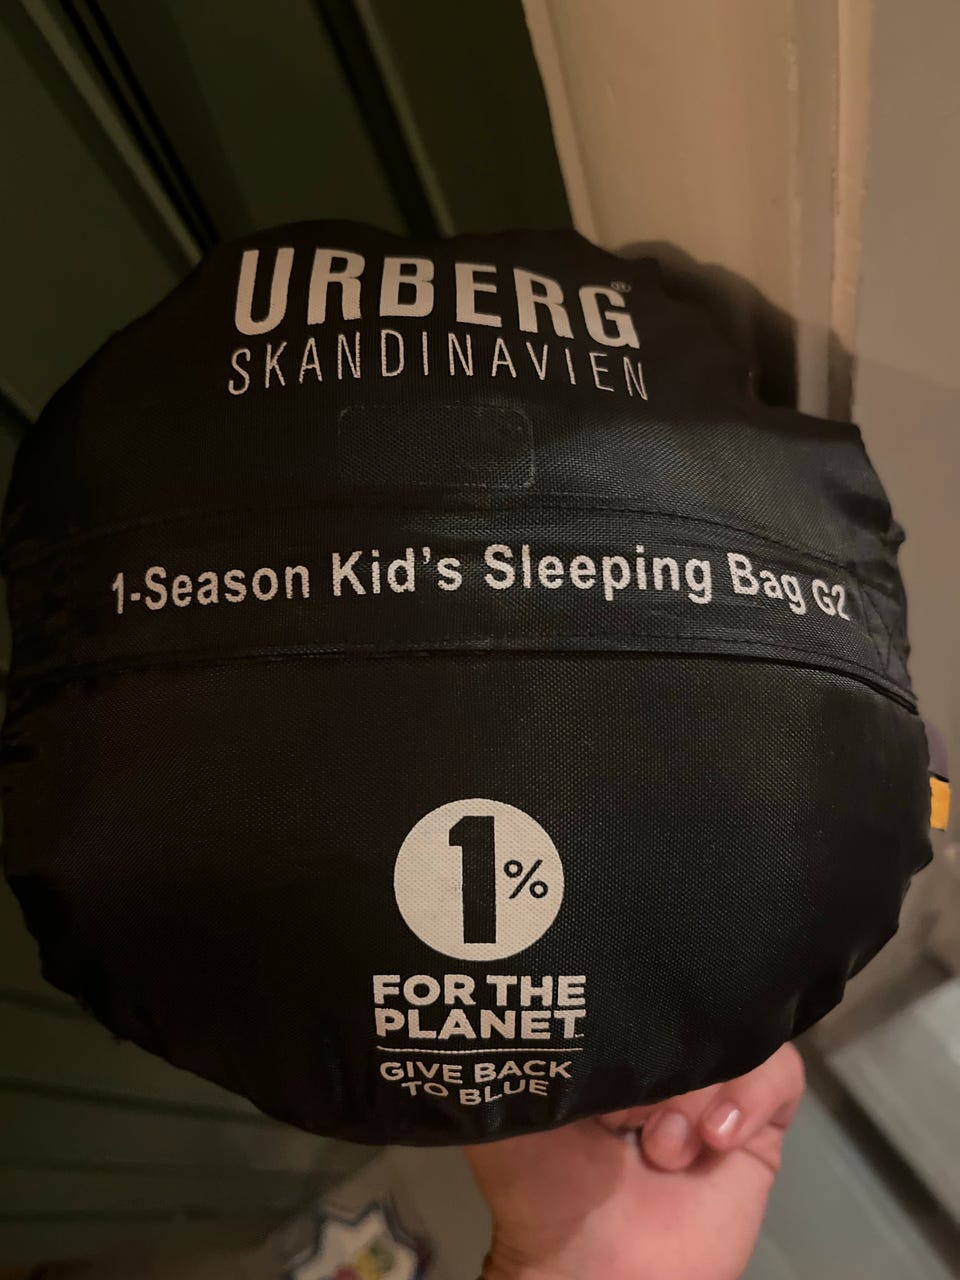 URBERG®
SKANDINAVIEN
1-Season Kid's Sleeping Bag G2
1%
FOR THE
PLANET
GIVE BACK
TO BLUE